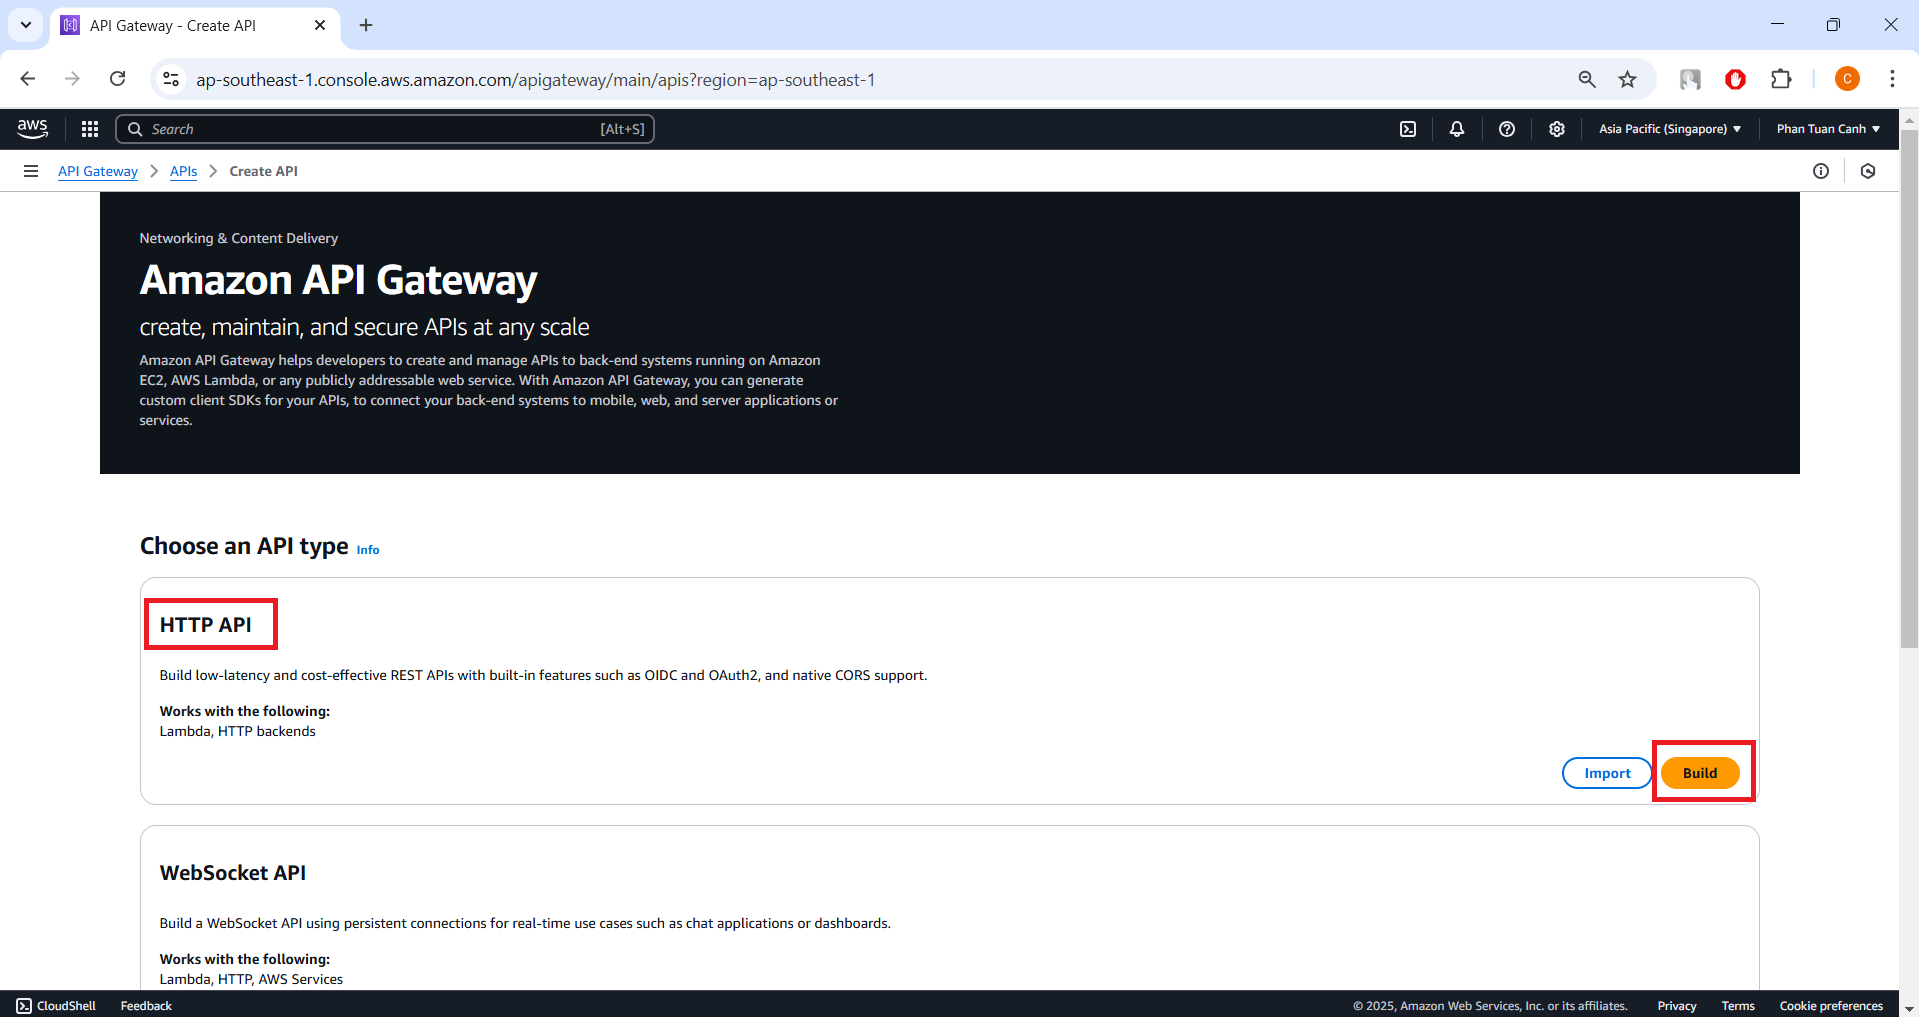 API Gateway - Create API
ap-southeast-1.console.aws.amazon.com/apigateway/main/apis?region=ap-southeast-1
C
aws
Search
[Alt+S]
Asia Pacific (Singapore)
Phan Tuan Canh
API Gateway
APIs
Create API
Networking & Content Delivery
Amazon API Gateway
create, maintain, and secure APIs at any scale
Amazon API Gateway helps developers to create and manage APIs to back-end systems running on Amazon
EC2, AWS Lambda, or any publicly addressable web service. With Amazon API Gateway, you can generate
custom client SDKs for your APIs, to connect your back-end systems to mobile, web, and server applications or
services.
Choose an API type Info
HTTP API
Build low-latency and cost-effective REST APIs with built-in features such as OIDC and OAuth2, and native CORS support.
Works with the following:
Lambda, HTTP backends
Import
Build
WebSocket API
Build a WebSocket API using persistent connections for real-time use cases such as chat applications or dashboards.
Works with the following:
Lambda, HTTP, AWS Services
CloudShell
Feedback
© 2025, Amazon Web Services, Inc. or its affiliates.
Privacy
Terms
Cookie preferences